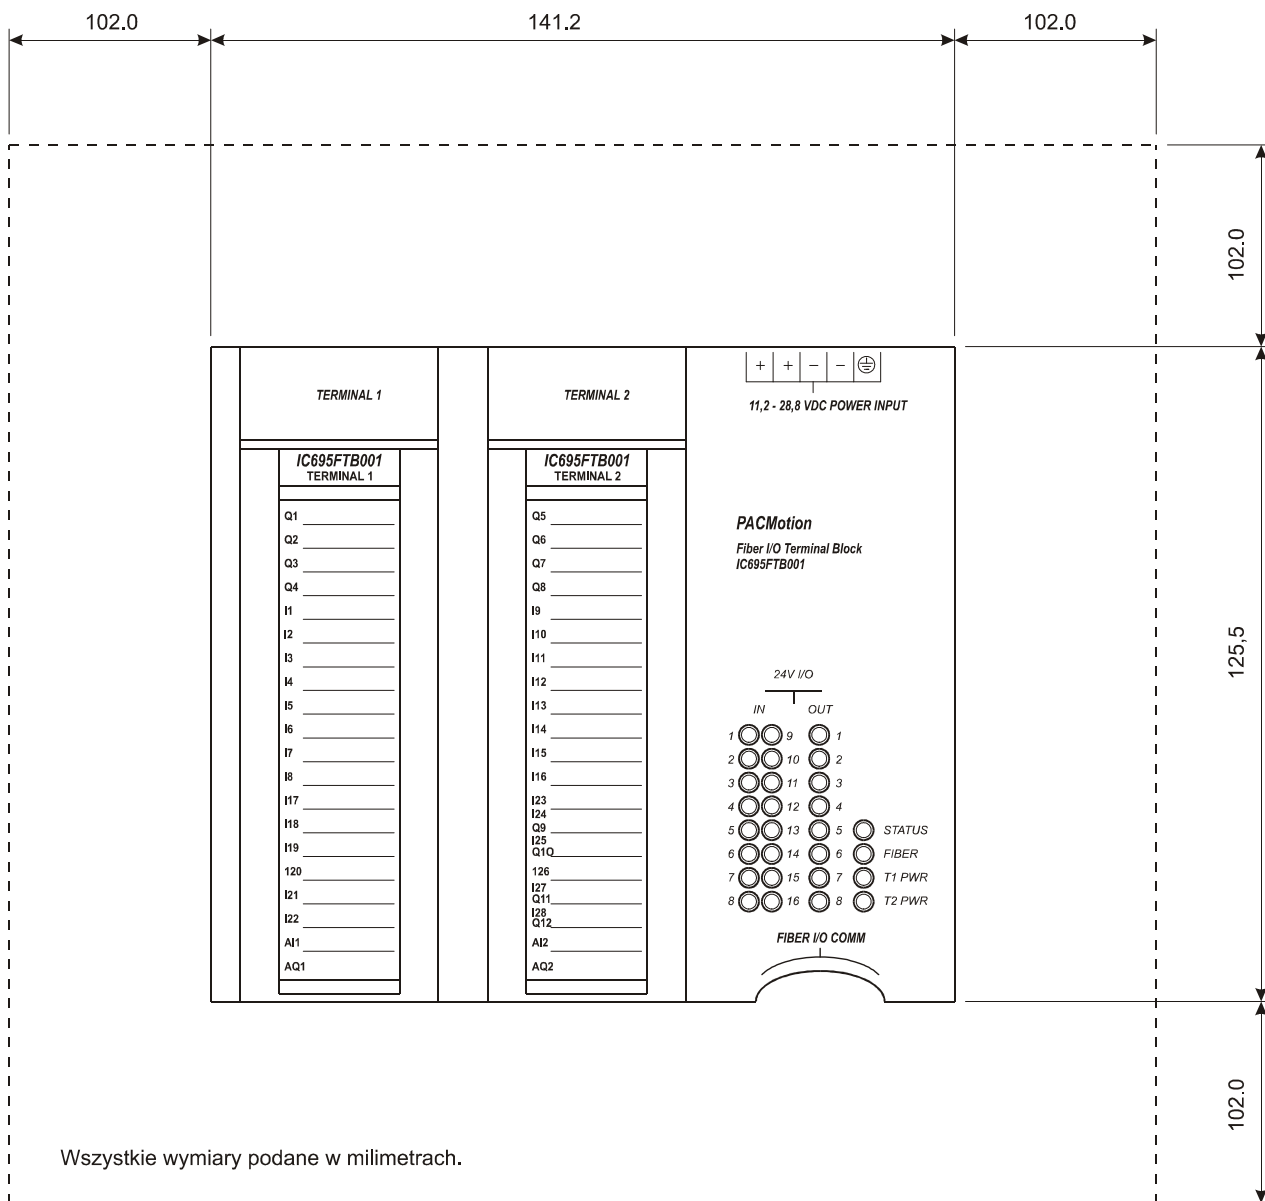 102.0
141.2
102.0
102.0
+ + − −
TERMINAL 1
TERMINAL 2
11,2 - 28,8 VDC POWER INPUT
IC695FTB001
TERMINAL 1
Q1
Q2
Q3
Q4
I1
I2
I3
I4
I5
I6
I7
I8
I17
I18
I19
120
I21
I22
AI1
AQ1
IC695FTB001
TERMINAL 2
Q5
Q6
Q7
Q8
I9
I10
I11
I12
I13
I14
I15
I16
I23
I24
Q9
I25
Q10
126
I27
Q11
I28
Q12
AI2
AQ2
PACMotion
Fiber I/O Terminal Block
IC695FTB001
125,5
24V I/O
IN OUT
1 9 1
2 10 2
3 11 3
4 12 4
5 13 5 STATUS
6 14 6 FIBER
7 15 7 T1 PWR
8 16 8 T2 PWR
FIBER I/O COMM
102.0
Wszystkie wymiary podane w milimetrach.